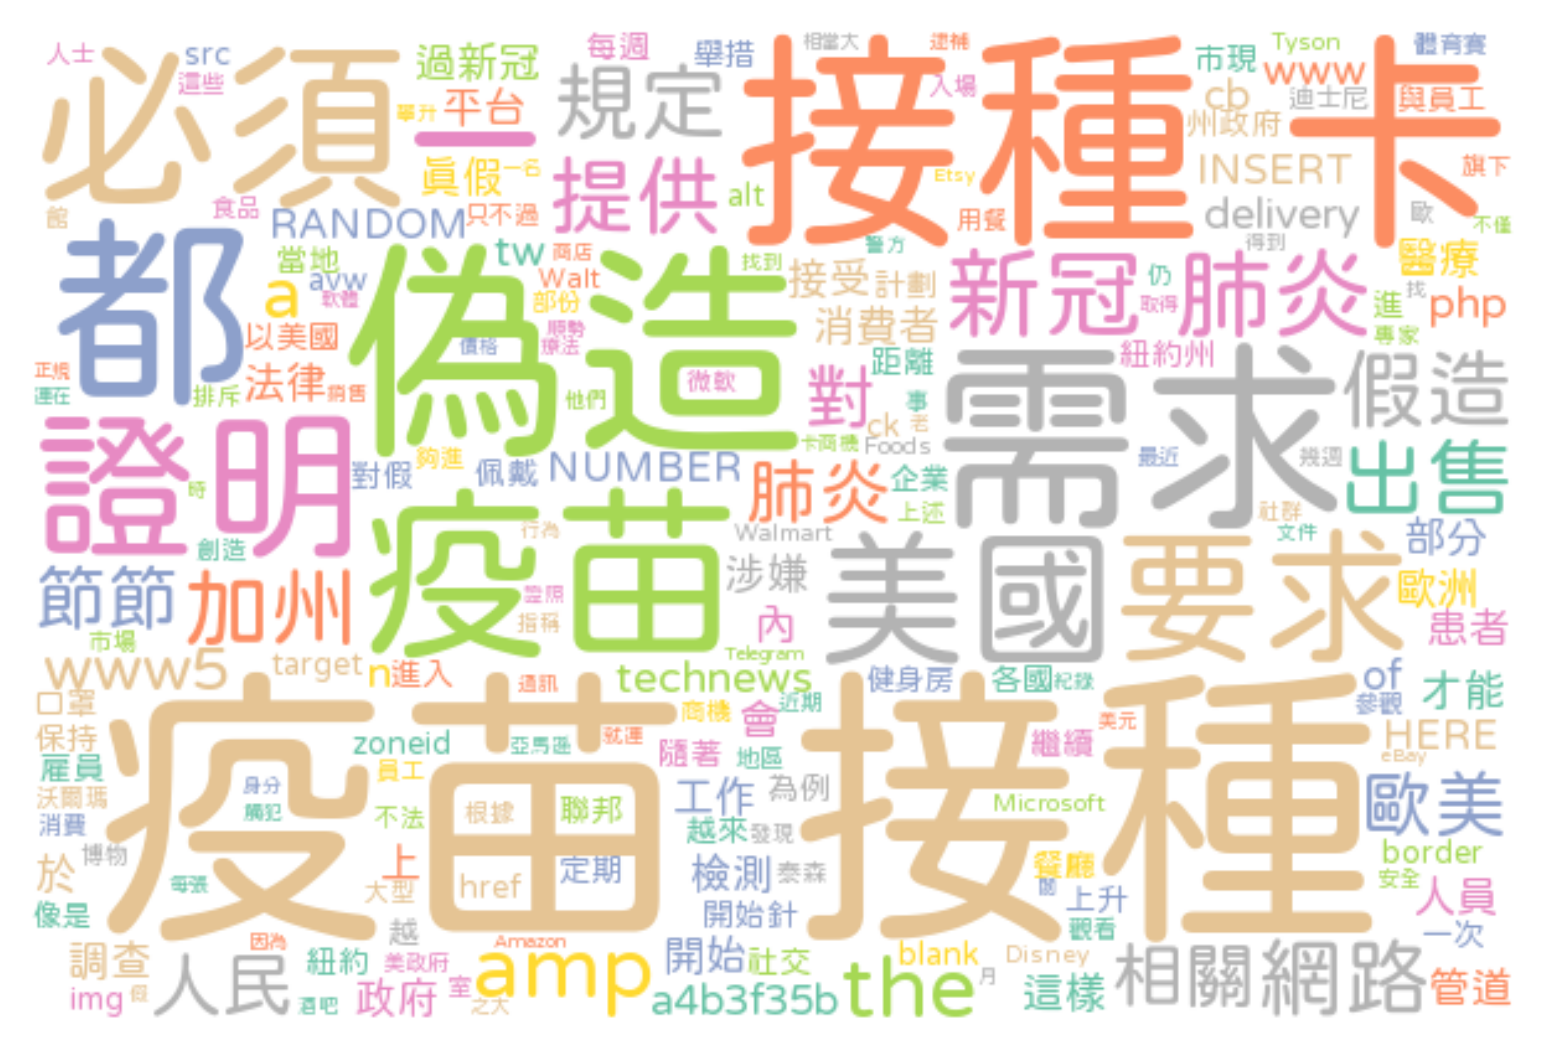 人士
src
這些
必須
過新冠
每週
舉措
相當大
逮捕
接種卡
入場
市現
Tyson
www
體育賽
單升
平台
規定
cb
迪士尼
與員工
州政府
一
真假
一名
提供
alt
Etsy
INSERT
旗下
館
食品
RANDOM
只不過
用餐
delivery
歐
不僅
都
當地
tw
商店
找到
警方
得到
avw
a
軟體
偽造
Walt
部份
接受
計劃
新冠肺炎
仍
取得
醫療
找
進
php
專家
以美國
順勢
療法
價格
消費者
紐約州
正規
運在
排斥
法律
銷售
微軟
對
距離
需求
假造
他們
事
ck
老
卡商機
Foods
證明
時
對假
夠進
佩戴
NUMBER
肺炎
企業
最近
幾週
出售
創造
疫苗
行為
Walmart
上述
社群
文件
部分
節節
加州
涉嫌
美國
要求
歐洲
指稱
內
患者
市場
www5
target
n
進入
通訊
Telegram
technews
健身房
各國
紀錄
of
參觀
才能
口罩
疫苗接種
商機
會
近期
美元
保持
zoneid
亞馬遜
就連
隨著
地區
繼續
HERE
eBay
雇員
員工
沃爾瑪
身分
觸犯
根據
聯邦
工作
為例
Microsoft
歐美
消費
不法
越來
發現
博物
於
上
定期
檢測
泰森
餐廳
border
安全
每張
大型
href
關
上升
人員
像是
開始針
觀看
一次
越
因為
Amazon
調查
人民
紐約
美政府
amp
開始
社交
blank
Disney
相關
網路
img
假
酒吧
政府
室
之大
a4b3f35b
the
月
這樣
管道